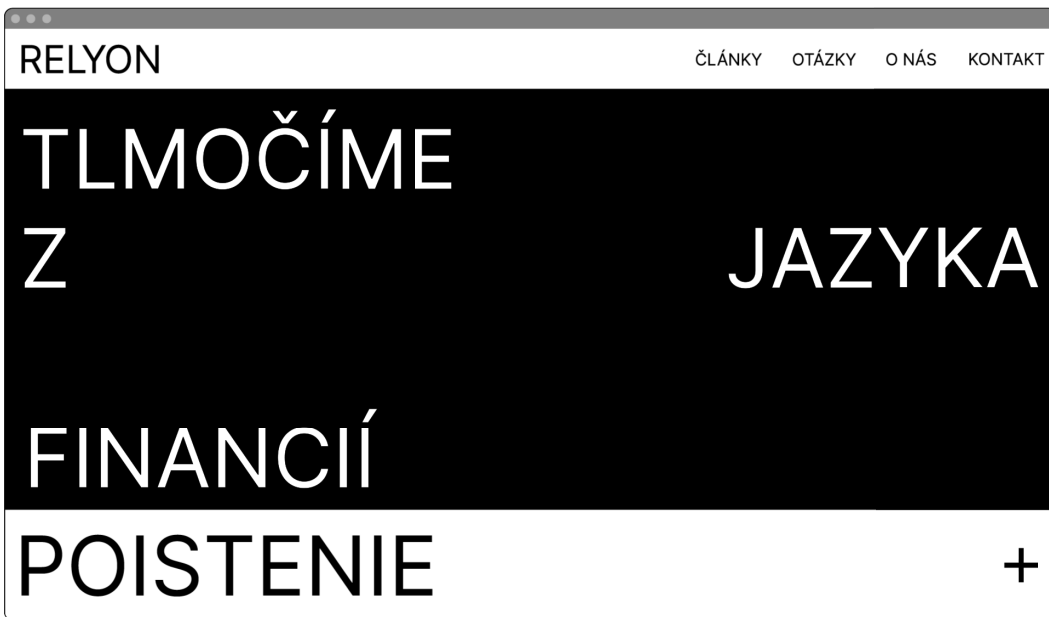 RELYON ČLÁNKY OTÁZKY O NÁS KONTAKT
TLMOČÍME
Z JAZYKA
FINANCIÍ
POISTENIE +